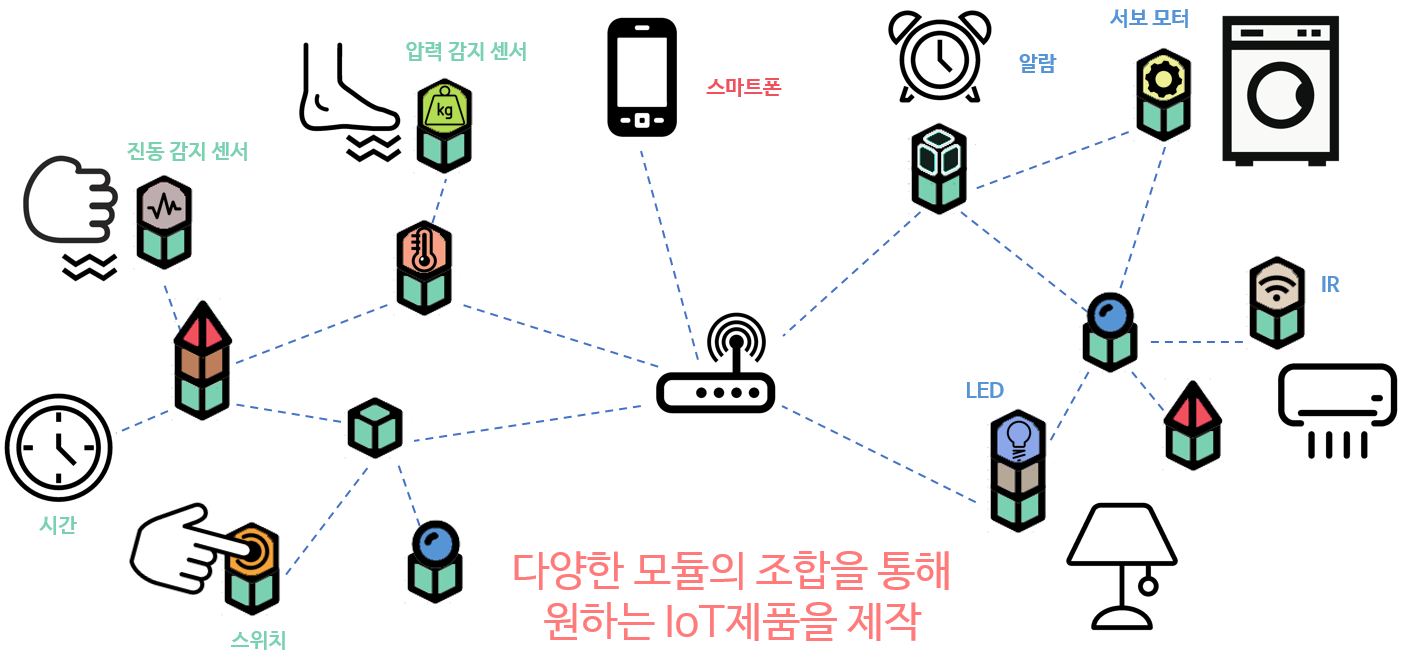 서보 모터
압력 감지 센서
알람
스마트폰
kg
진동 감지 센서
IR
LED
시간
다양한 모듈의 조합을 통해
원하는 IoT제품을 제작
스위치